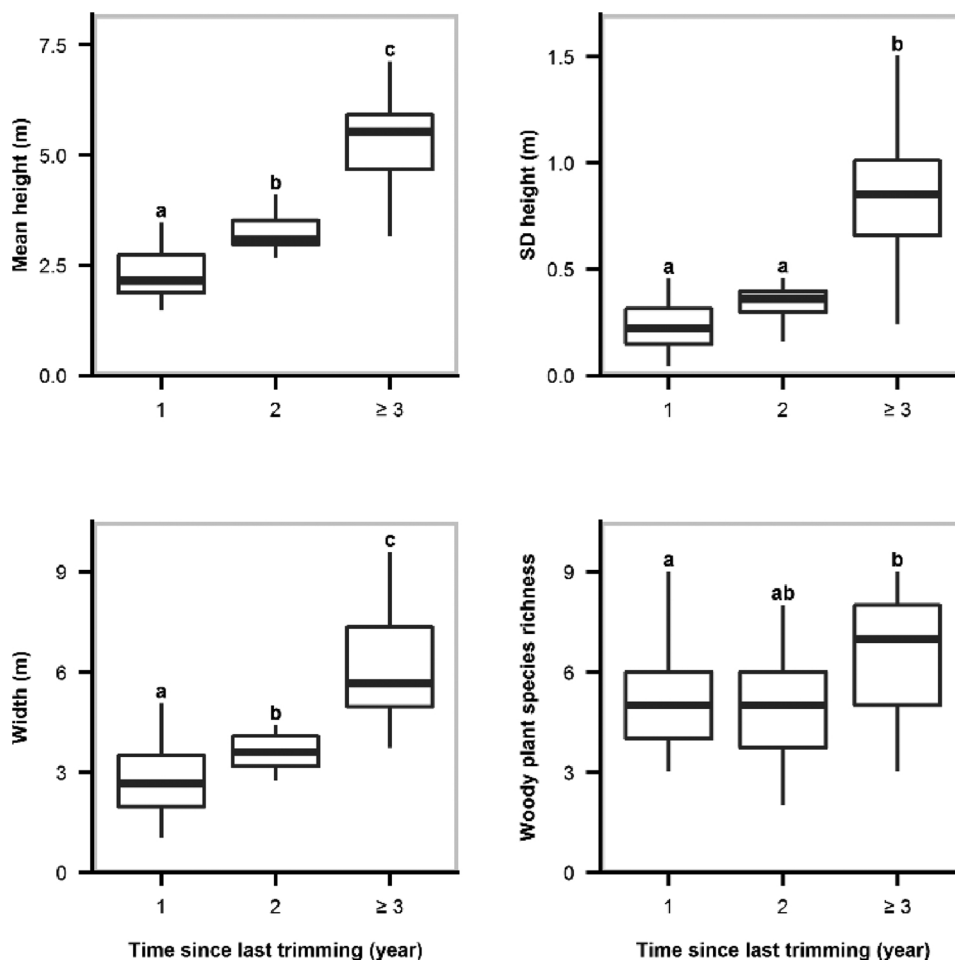 Mean height (m)
7.5
5.0
2.5
0.0
a
b
c
1
2
≥ 3
SD height (m)
1.5
1.0
0.5
0.0
a
a
b
1
2
≥ 3
Width (m)
9
6
3
0
a
b
c
1
2
≥ 3
Time since last trimming (year)
Woody plant species richness
9
6
3
0
a
ab
b
1
2
≥ 3
Time since last trimming (year)